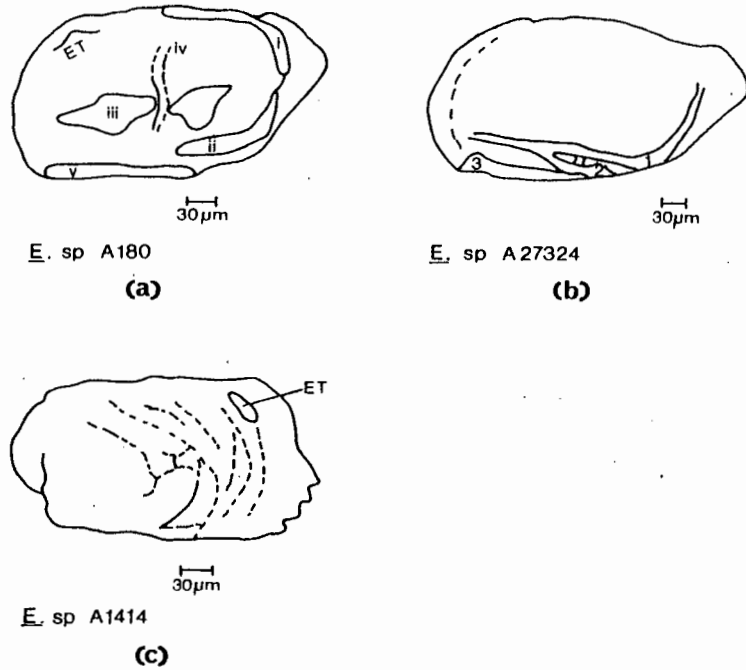 ET
iv
i
iii
ii
v
30µm
E. sp A180
(a)
1
2
3
30µm
E. sp A27324
(b)
ET
30µm
E. sp A1414
(c)